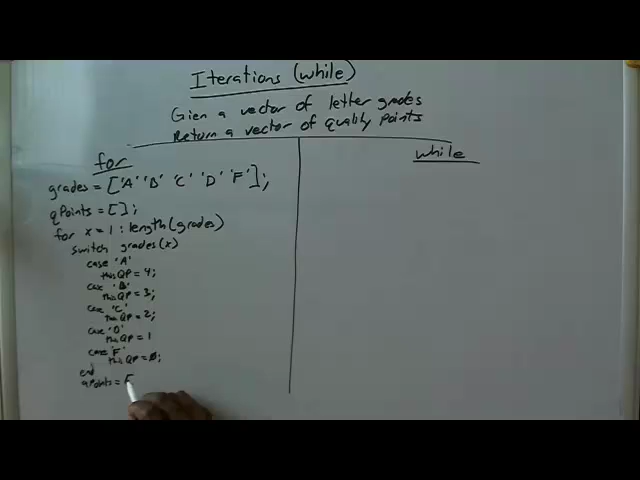 Iterations (while)
Gien a vector of letter grades
Return a vector of quality points
for
grades = ['A' 'B' 'C' 'D' 'F'];
qPoints = [];
for x = 1 : length(grades)
switch grades(x)
case 'A'
thisQP = 4;
case 'B'
thisQP = 3;
case 'C'
thisQP = 2;
case 'D'
thisQP = 1
case 'F'
thisQP = 0;
end
qPoints = [
while